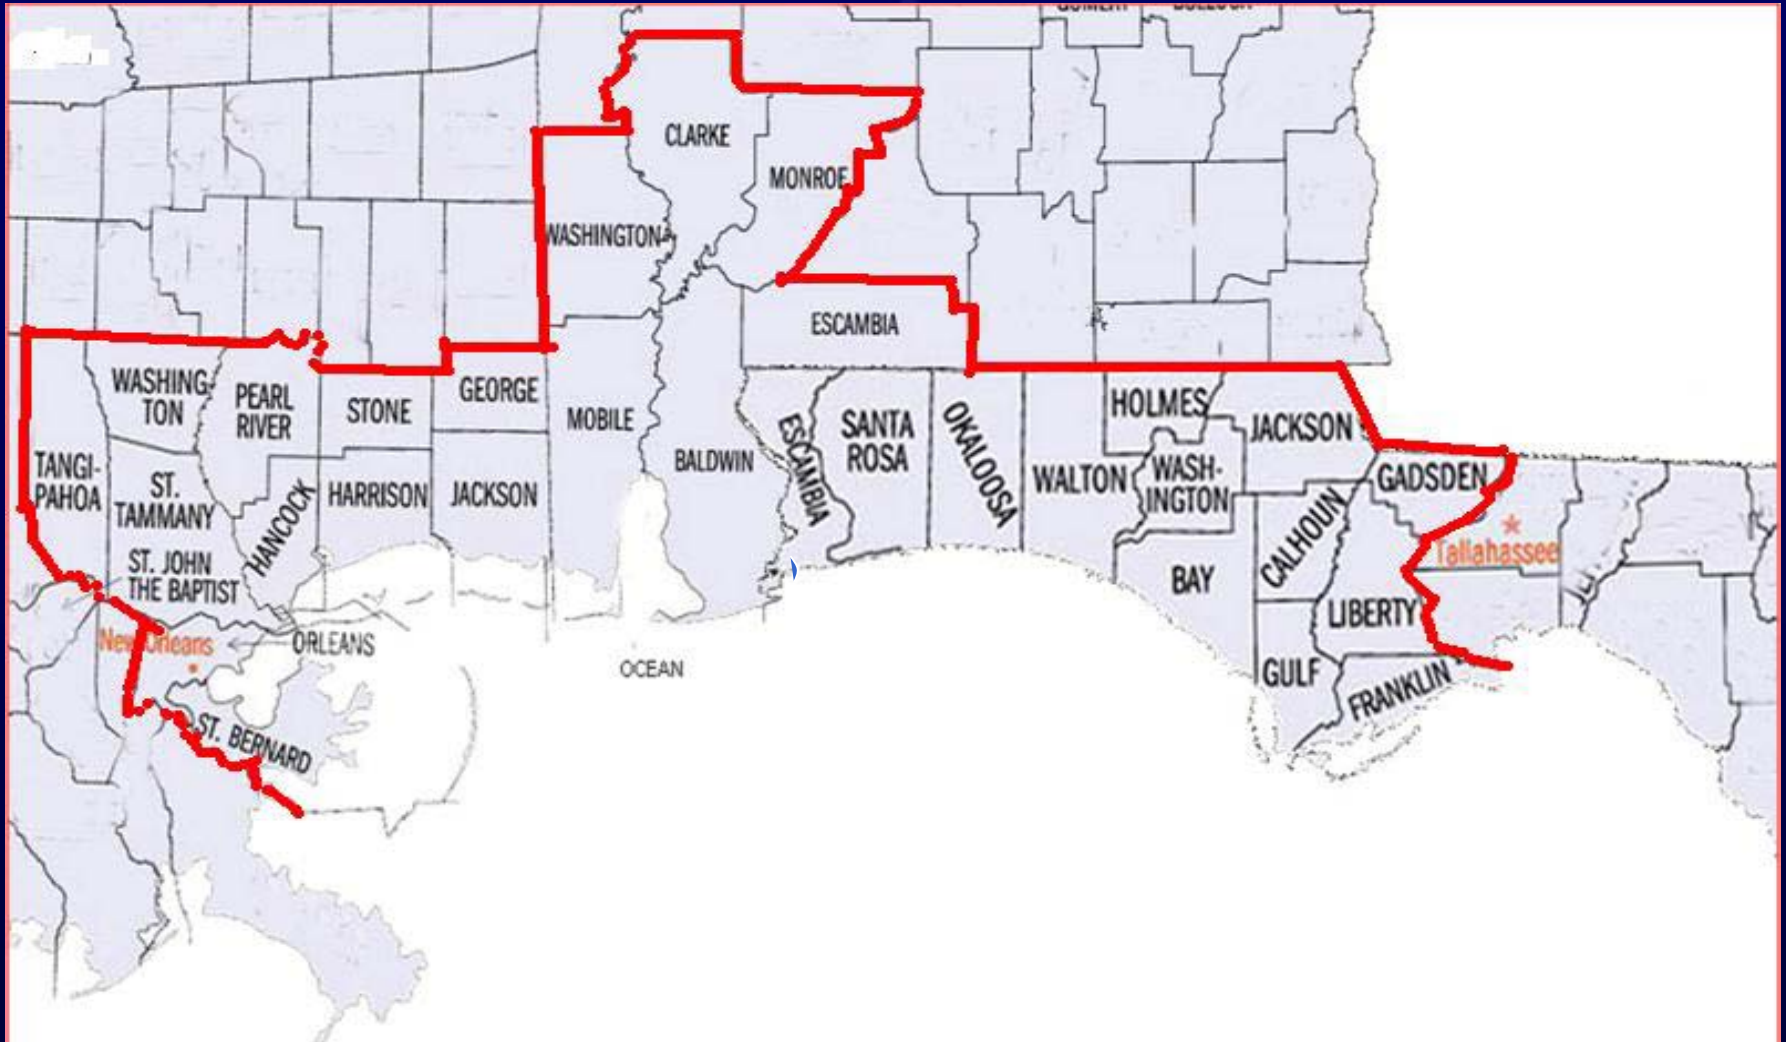 CLARKE
MONROE
WASHINGTON
ESCAMBIA
WASHING-
TON
PEARL
RIVER
STONE
GEORGE
MOBILE
BALDWIN
ESCAMBIA
SANTA
ROSA
OKALOOSA
WALTON
HOLMES
JACKSON
WASH-
INGTON
GADSDEN
TANGI-
PAHOA
ST.
TAMMANY
HANCOCK
HARRISON
JACKSON
CALHOUN
Tallahassee
ST. JOHN
THE BAPTIST
BAY
LIBERTY
New Orleans
ORLEANS
OCEAN
GULF
FRANKLIN
ST. BERNARD